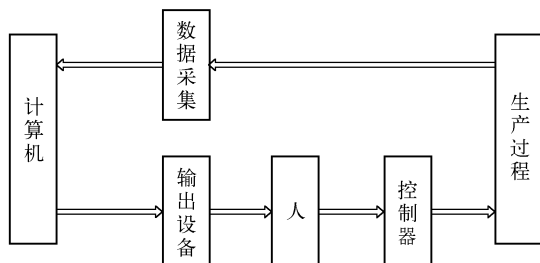 数据采集
计算机
生产过程
输出设备
人
控制器